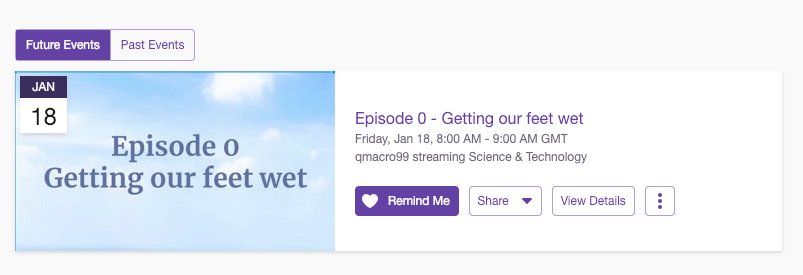 Future Events Past Events
JAN
18
Episode 0
Getting our feet wet
Episode 0 - Getting our feet wet
Friday, Jan 18, 8:00 AM - 9:00 AM GMT
qmacro99 streaming Science & Technology
Remind Me Share View Details